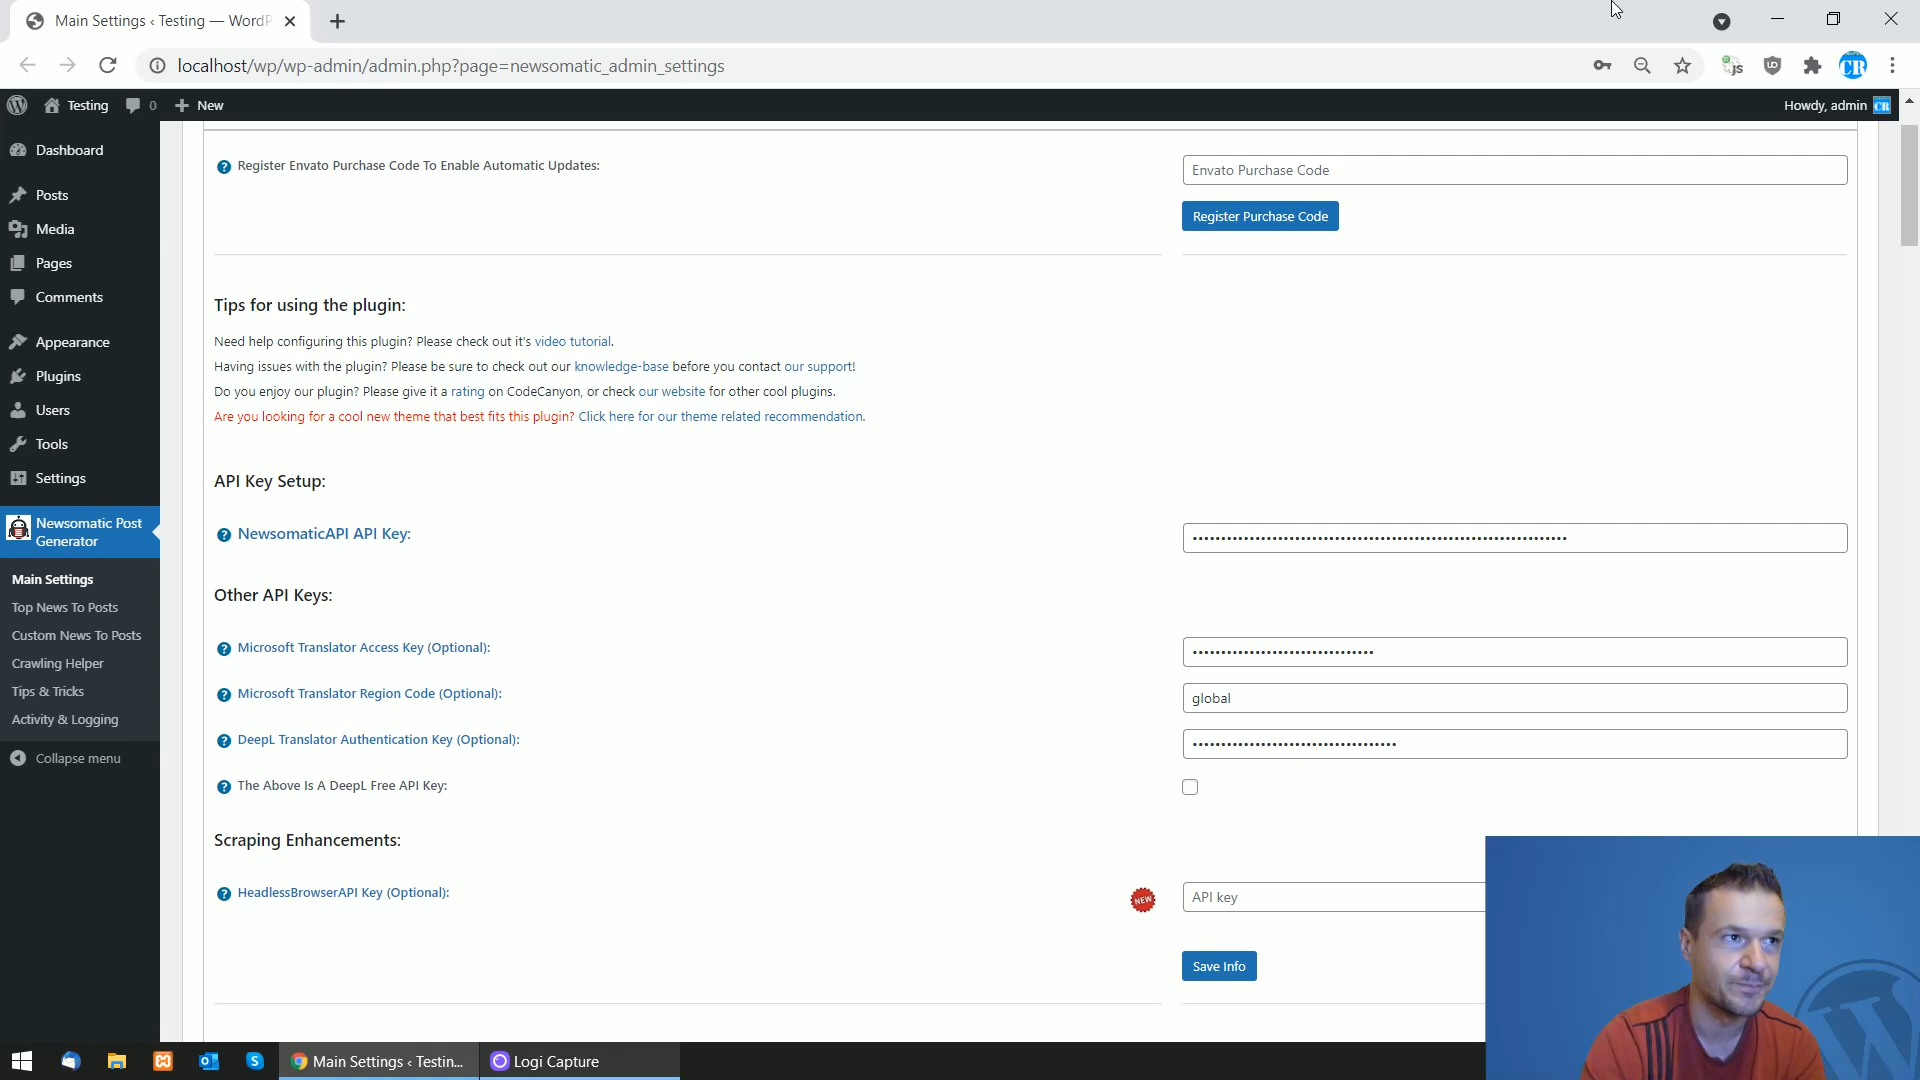 Main Settings ‹ Testing — WordP
localhost/wp/wp-admin/admin.php?page=newsomatic_admin_settings
JS
CR
Testing
0
New
Howdy, admin
CR
Dashboard
Posts
Media
Pages
Comments
Appearance
Plugins
Users
Tools
Settings
Newsomatic Post
Generator
Main Settings
Top News To Posts
Custom News To Posts
Crawling Helper
Tips & Tricks
Activity & Logging
Collapse menu
Register Envato Purchase Code To Enable Automatic Updates:
Envato Purchase Code
Register Purchase Code
Tips for using the plugin:
Need help configuring this plugin? Please check out it's video tutorial.
Having issues with the plugin? Please be sure to check out our knowledge-base before you contact our support!
Do you enjoy our plugin? Please give it a rating on CodeCanyon, or check our website for other cool plugins.
Are you looking for a cool new theme that best fits this plugin? Click here for our theme related recommendation.
API Key Setup:
NewsomaticAPI API Key:
Other API Keys:
Microsoft Translator Access Key (Optional):
Microsoft Translator Region Code (Optional):
global
DeepL Translator Authentication Key (Optional):
The Above Is A DeepL Free API Key:
Scraping Enhancements:
HeadlessBrowserAPI Key (Optional):
NEW
API key
Save Info
Main Settings ‹ Testin...
Logi Capture